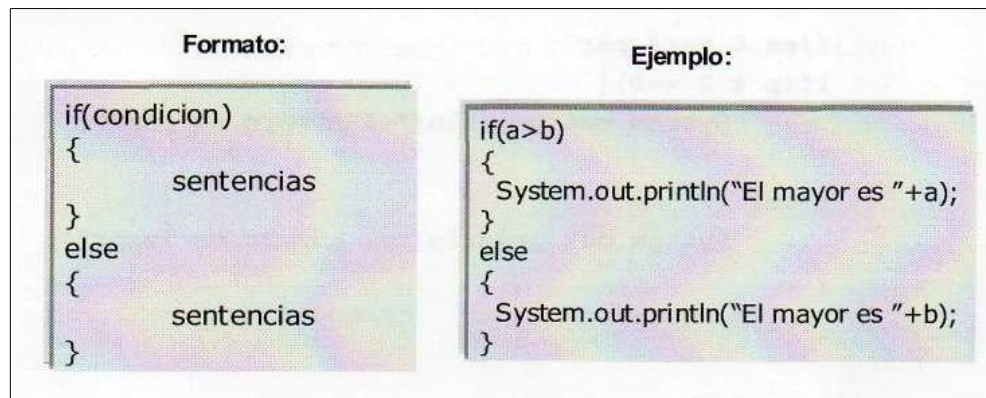 Formato:
if(condicion)
{
sentencias
}
else
{
sentencias
}
Ejemplo:
if(a>b)
{
System.out.println("El mayor es "+a);
}
else
{
System.out.println("El mayor es "+b);
}